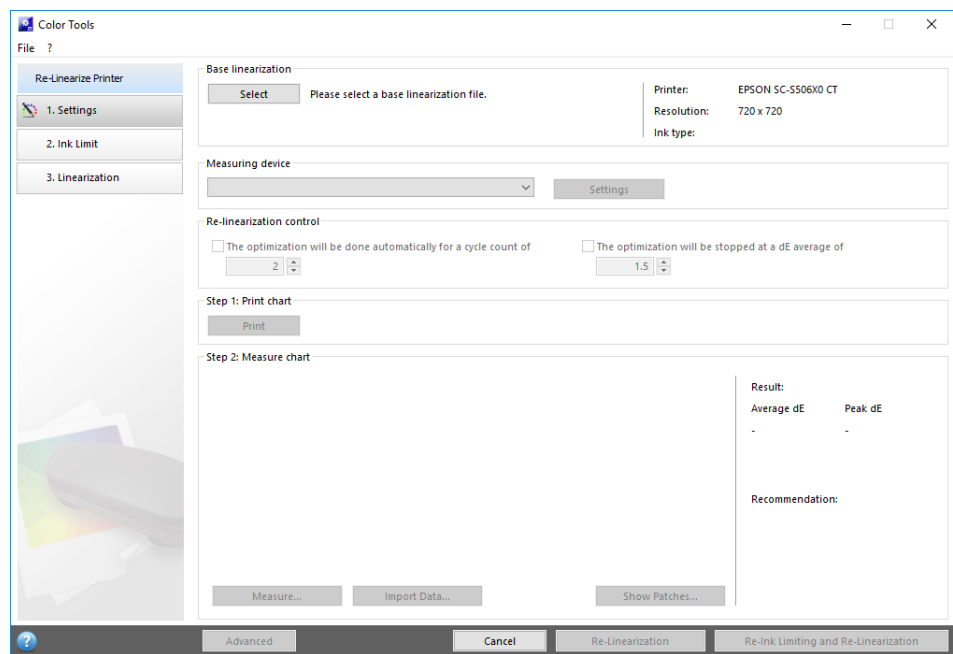 Color Tools
File ?
Re-Linearize Printer
1. Settings
2. Ink Limit
3. Linearization
Base linearization
Select Please select a base linearization file.
Printer: EPSON SC-S506X0 CT
Resolution: 720 x 720
Ink type:
Measuring device
Settings
Re-linearization control
The optimization will be done automatically for a cycle count of
2
The optimization will be stopped at a dE average of
1.5
Step 1: Print chart
Print
Step 2: Measure chart
Result:
Average dE Peak dE
- -
Recommendation:
Measure... Import Data... Show Patches...
? Advanced Cancel Re-Linearization Re-Ink Limiting and Re-Linearization